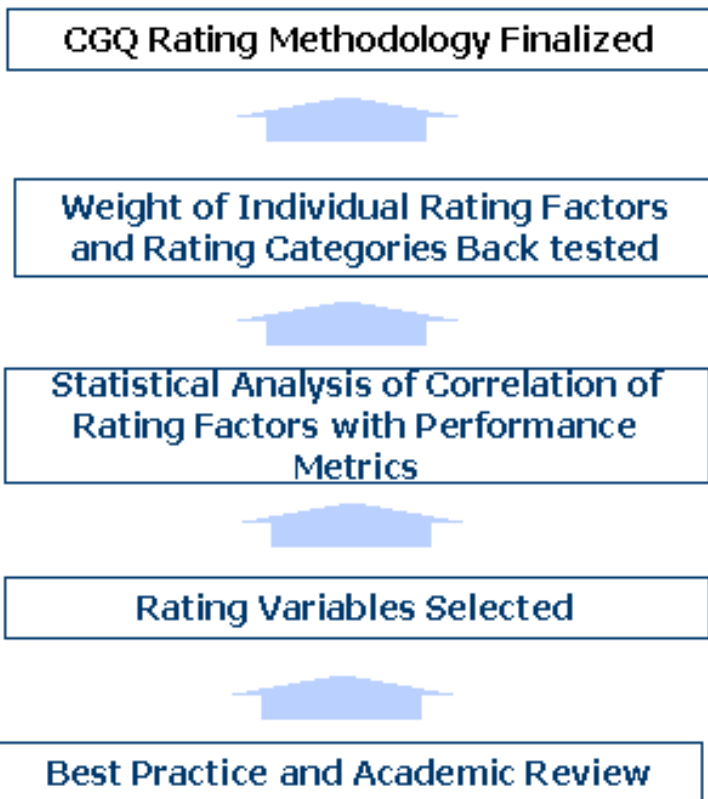 CGQ Rating Methodology Finalized
Weight of Individual Rating Factors
and Rating Categories Back tested
Statistical Analysis of Correlation of
Rating Factors with Performance
Metrics
Rating Variables Selected
Best Practice and Academic Review